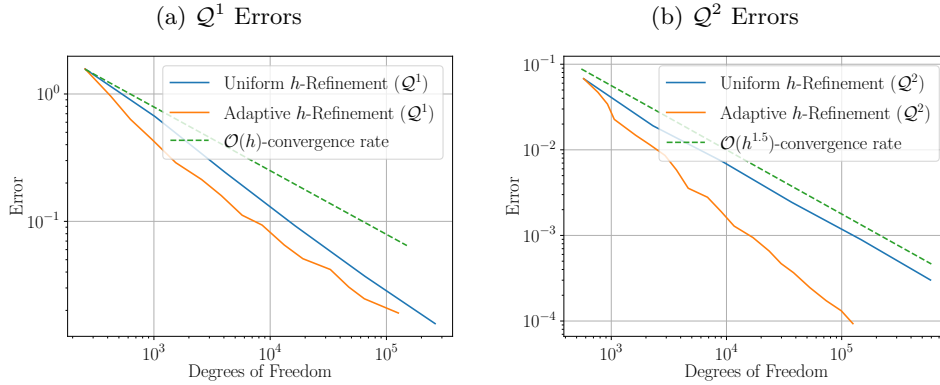 (a) Q¹ Errors
Uniform h-Refinement (Q¹)
Adaptive h-Refinement (Q¹)
O(h)-convergence rate
10⁰
10⁻¹
Error
10³
10⁴
10⁵
Degrees of Freedom
(b) Q² Errors
Uniform h-Refinement (Q²)
Adaptive h-Refinement (Q²)
O(h¹·⁵)-convergence rate
10⁻¹
10⁻²
10⁻³
10⁻⁴
Error
10³
10⁴
10⁵
Degrees of Freedom